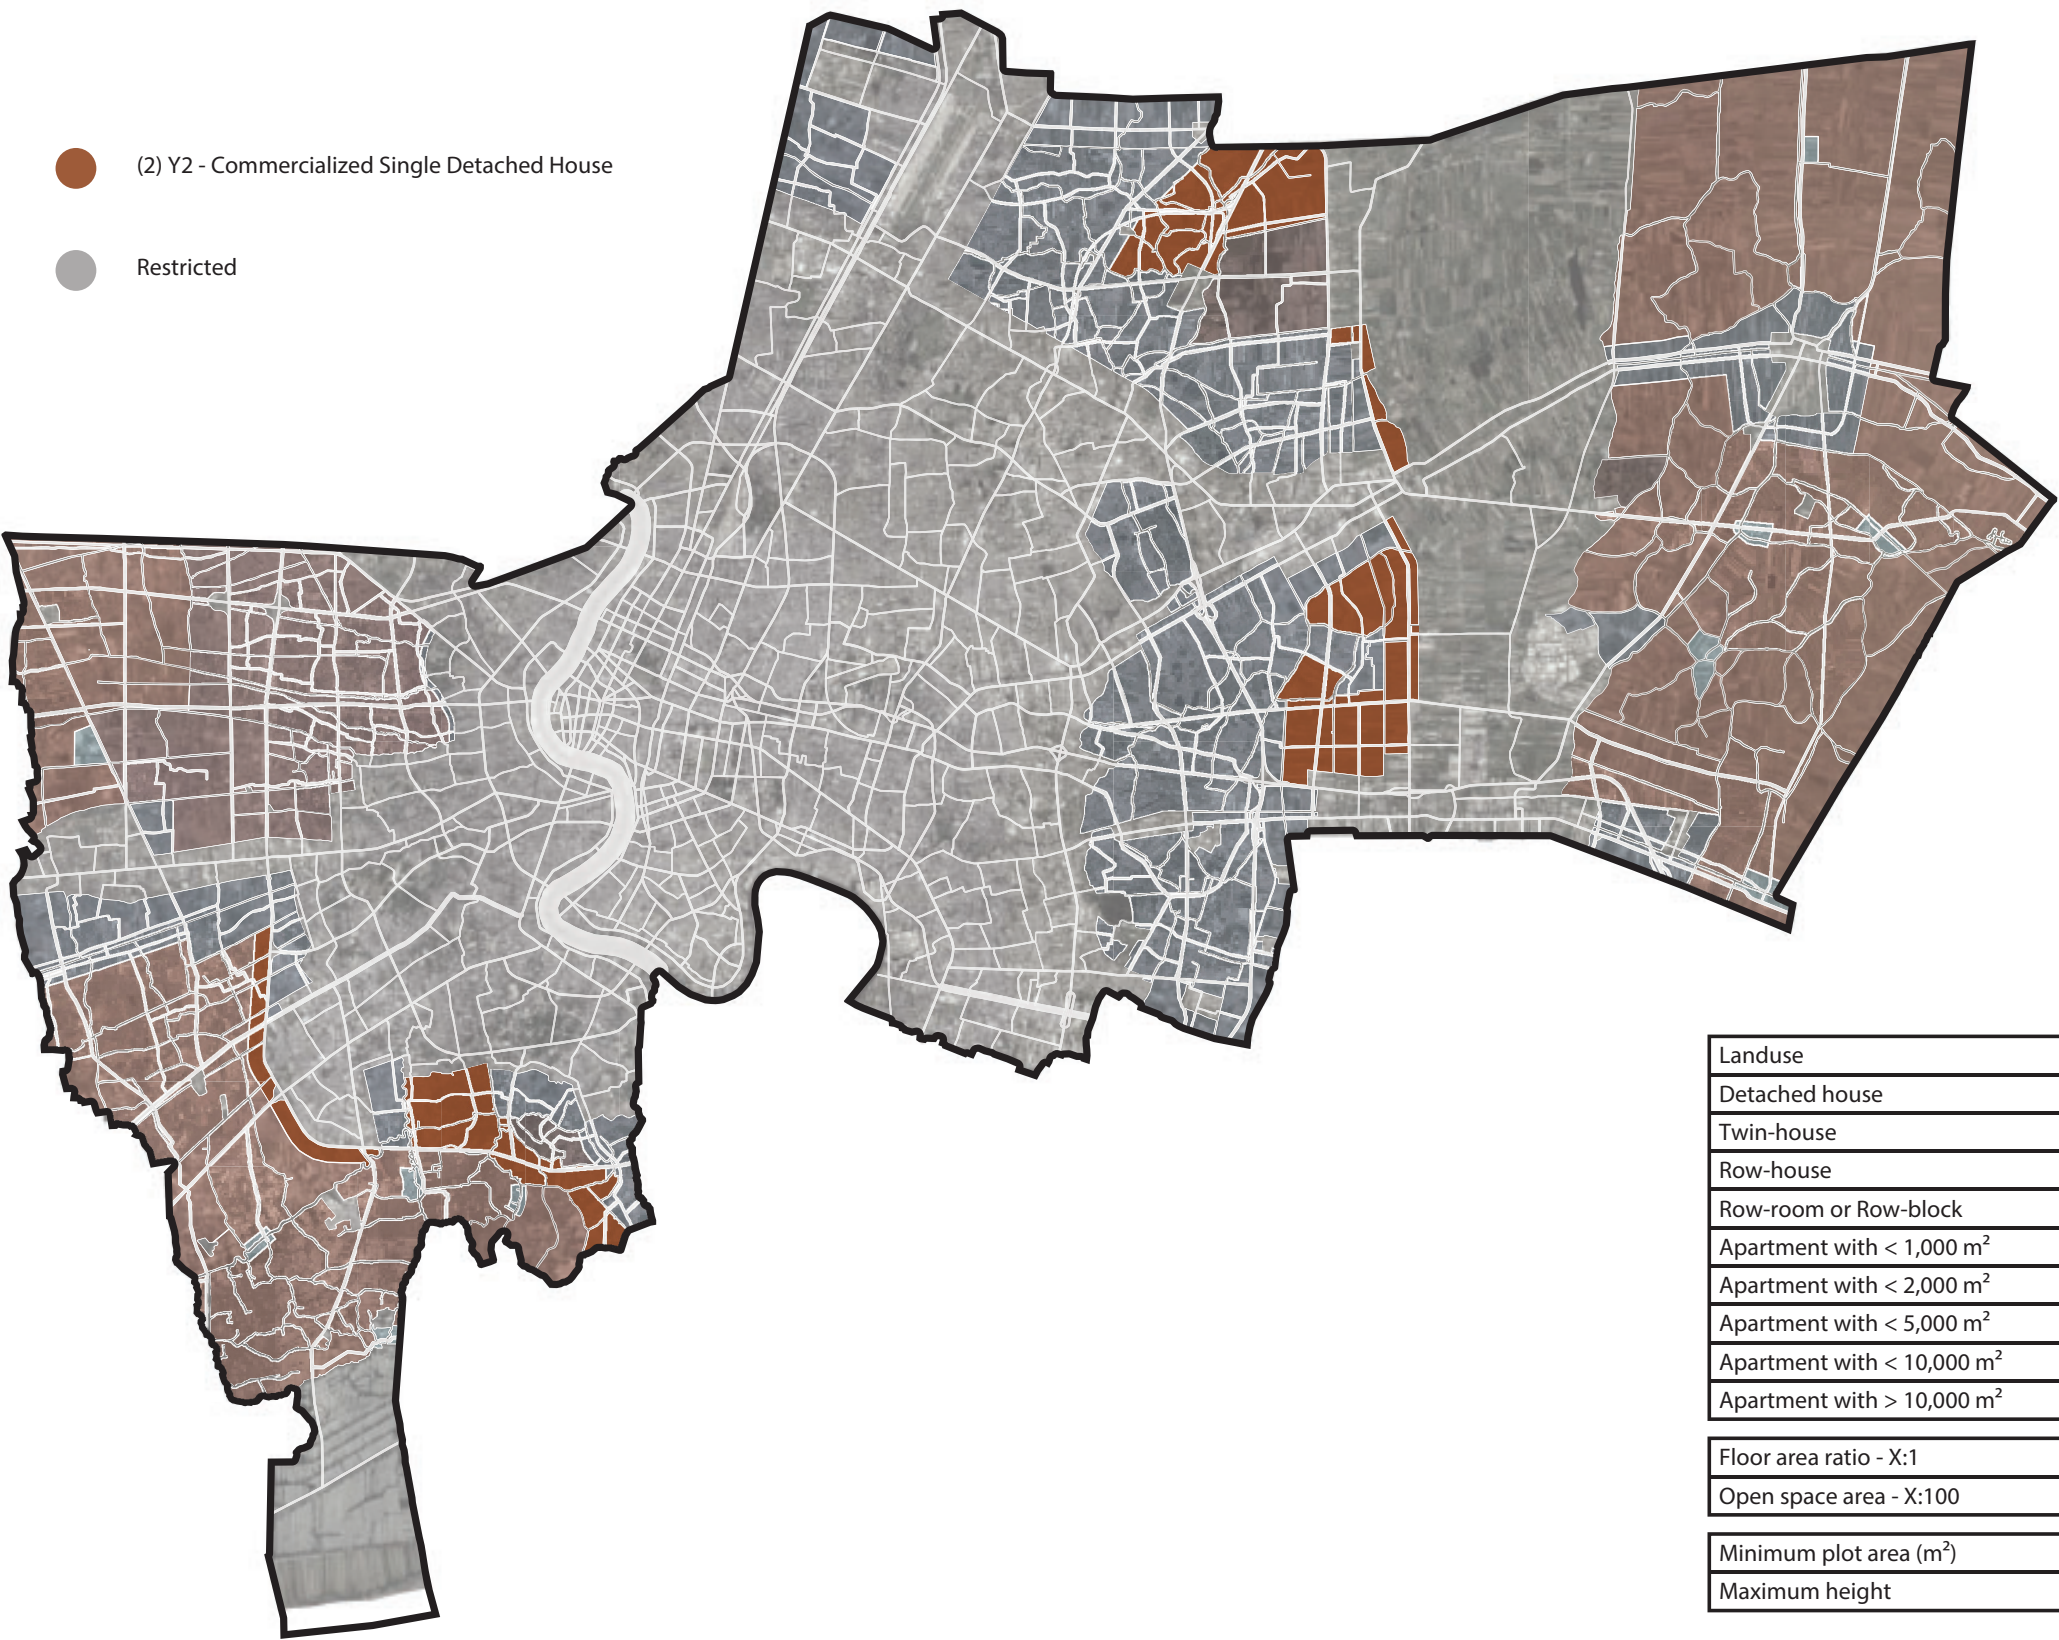 (2) Y2 - Commercialized Single Detached House
Restricted
Landuse
Detached house
Twin-house
Row-house
Row-room or Row-block
Apartment with < 1,000 m²
Apartment with < 2,000 m²
Apartment with < 5,000 m²
Apartment with < 10,000 m²
Apartment with > 10,000 m²
Floor area ratio - X:1
Open space area - X:100
Minimum plot area (m²)
Maximum height